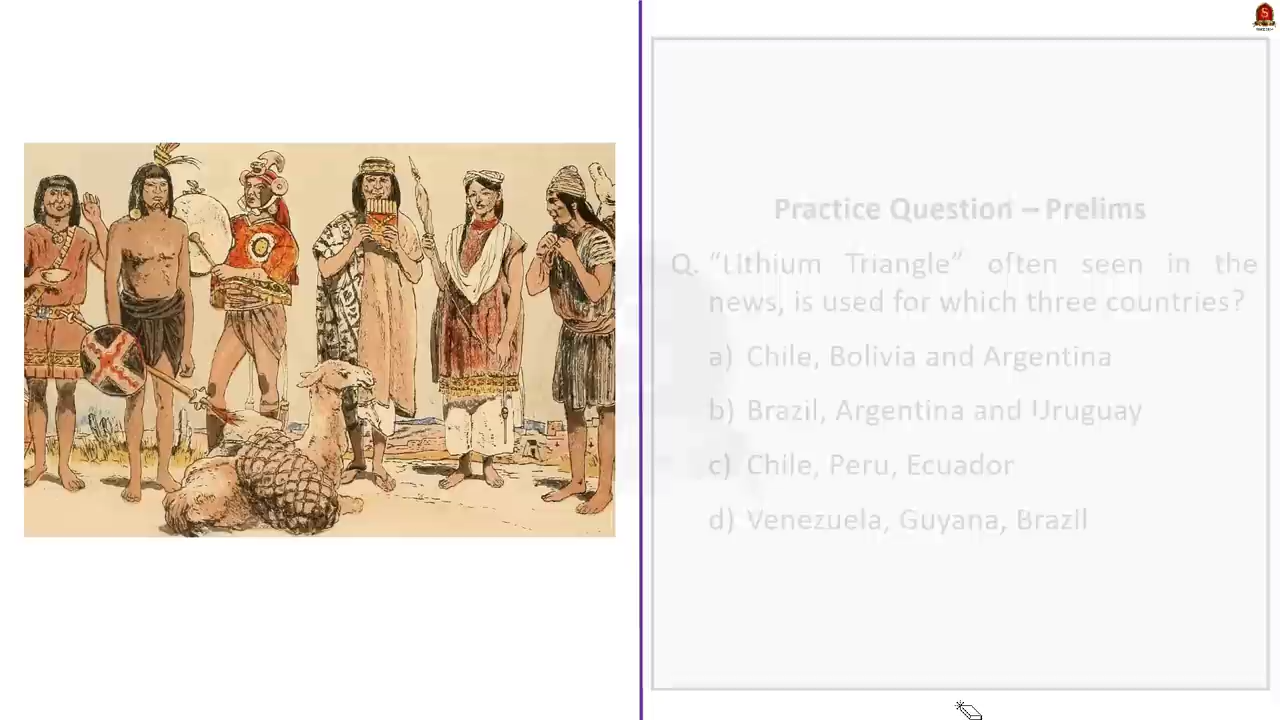 Practice Question – Prelims
Q. “Lithium Triangle” often seen in the
news, is used for which three countries?
a) Chile, Bolivia and Argentina
b) Brazil, Argentina and Uruguay
c) Chile, Peru, Ecuador
d) Venezuela, Guyana, Brazil